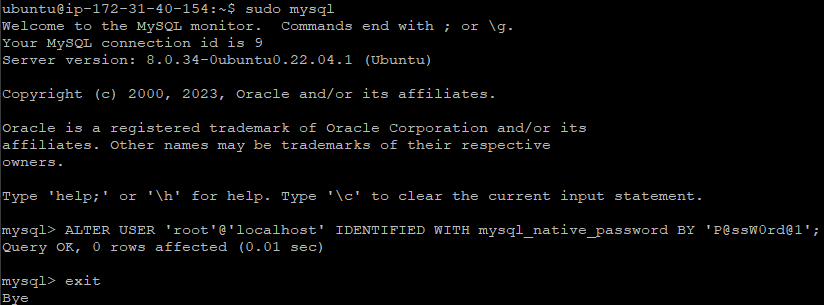 ubuntu@ip-172-31-40-154:~$ sudo mysql
Welcome to the MySQL monitor.  Commands end with ; or \g.
Your MySQL connection id is 9
Server version: 8.0.34-0ubuntu0.22.04.1 (Ubuntu)
Copyright (c) 2000, 2023, Oracle and/or its affiliates.
Oracle is a registered trademark of Oracle Corporation and/or its
affiliates. Other names may be trademarks of their respective
owners.
Type 'help;' or '\h' for help. Type '\c' to clear the current input statement.
mysql> ALTER USER 'root'@'localhost' IDENTIFIED WITH mysql_native_password BY 'P@ssW0rd@1';
Query OK, 0 rows affected (0.01 sec)
mysql> exit
Bye